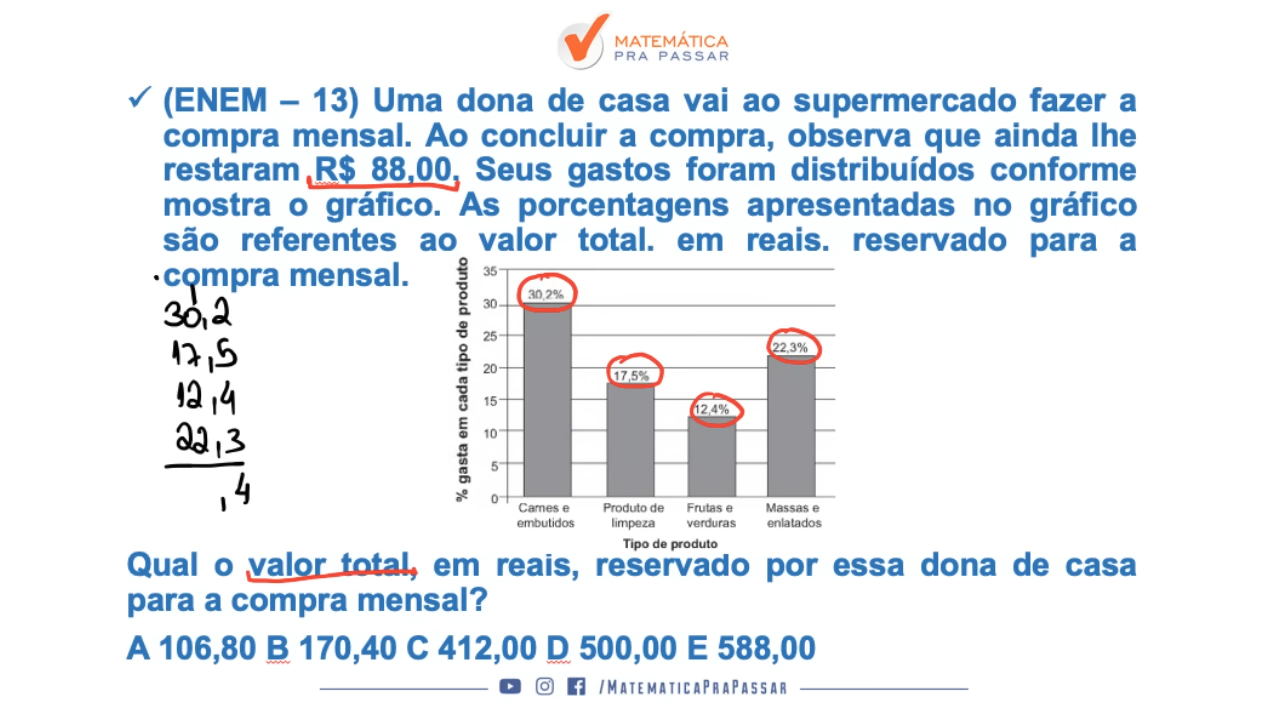 MATEMÁTICA
PRA PASSAR
✓ (ENEM – 13) Uma dona de casa vai ao supermercado fazer a
compra mensal. Ao concluir a compra, observa que ainda lhe
restaram R$ 88,00. Seus gastos foram distribuídos conforme
mostra o gráfico. As porcentagens apresentadas no gráfico
são referentes ao valor total. em reais. reservado para a
compra mensal.
1
30,2
17,5
12,4
22,3
,4
% gasta em cada tipo de produto
35
30
25
20
15
10
5
0
30,2%
17,5%
12,4%
22,3%
Carnes e
embutidos
Produto de
limpeza
Frutas e
verduras
Massas e
enlatados
Tipo de produto
Qual o valor total, em reais, reservado por essa dona de casa
para a compra mensal?
A 106,80 B 170,40 C 412,00 D 500,00 E 588,00
/MATEMATICAPRAPASSAR